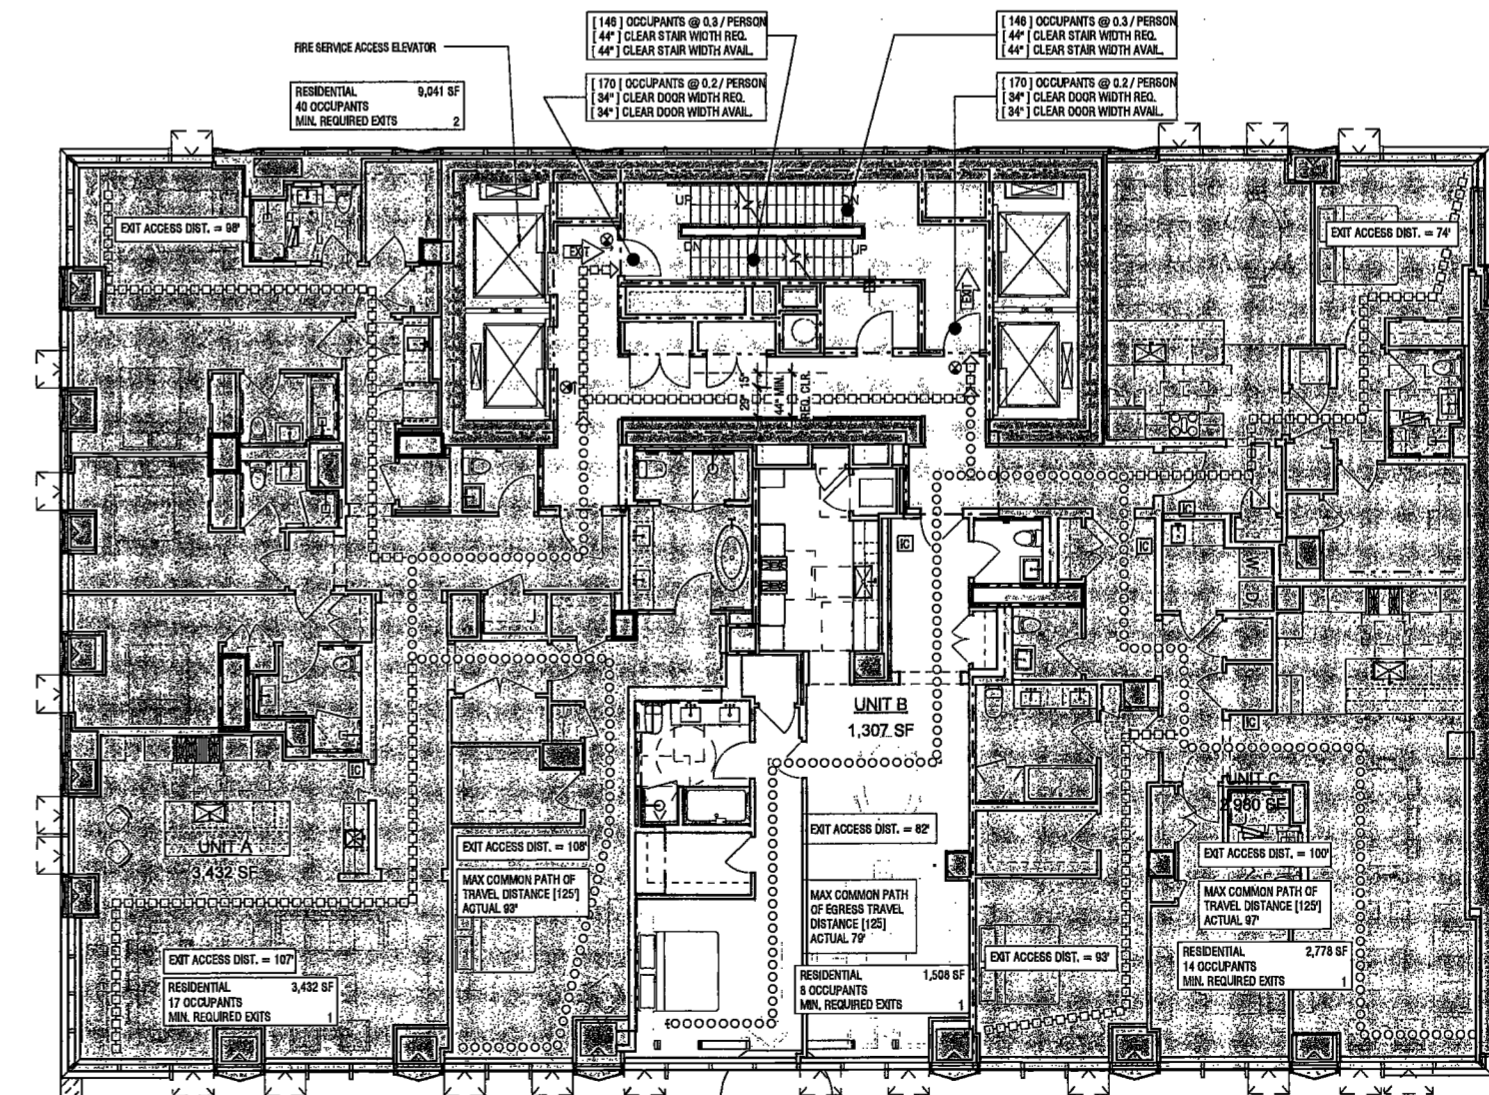 [ 146 ] OCCUPANTS @ 0.3 / PERSON
[ 44" ] CLEAR STAIR WIDTH REQ.
[ 44" ] CLEAR STAIR WIDTH AVAIL.
[ 146 ] OCCUPANTS @ 0.3 / PERSON
[ 44" ] CLEAR STAIR WIDTH REQ.
[ 44" ] CLEAR STAIR WIDTH AVAIL.
FIRE SERVICE ACCESS ELEVATOR
[ 170 ] OCCUPANTS @ 0.2 / PERSON
[ 34" ] CLEAR DOOR WIDTH REQ.
[ 34" ] CLEAR DOOR WIDTH AVAIL.
[ 170 ] OCCUPANTS @ 0.2 / PERSON
[ 34" ] CLEAR DOOR WIDTH REQ.
[ 34" ] CLEAR DOOR WIDTH AVAIL.
RESIDENTIAL 9,041 SF
40 OCCUPANTS
MIN. REQUIRED EXITS 2
UP
DN
EXIT ACCESS DIST. = 98'
EXIT ACCESS DIST. = 74'
EXIT
DN
UP
EXIT
29'-15"
44" MIN.
REQ. CLR.
IC
IC
IC
W
D
UNIT B
1,307 SF
IC
IC
UNIT C
2,980 SF
UNIT A
3,432 SF
EXIT ACCESS DIST. = 108'
EXIT ACCESS DIST. = 82'
EXIT ACCESS DIST. = 100'
MAX COMMON PATH OF
TRAVEL DISTANCE [125']
ACTUAL 93'
MAX COMMON PATH
OF EGRESS TRAVEL
DISTANCE [125]
ACTUAL 79'
MAX COMMON PATH OF
TRAVEL DISTANCE [125']
ACTUAL 97'
EXIT ACCESS DIST. = 107'
EXIT ACCESS DIST. = 93'
RESIDENTIAL 3,432 SF
17 OCCUPANTS
MIN. REQUIRED EXITS 1
RESIDENTIAL 1,508 SF
8 OCCUPANTS
MIN. REQUIRED EXITS 1
RESIDENTIAL 2,778 SF
14 OCCUPANTS
MIN. REQUIRED EXITS 1